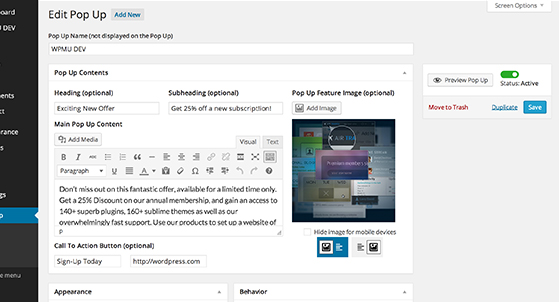 Screen Options
Edit Pop Up Add New
Pop Up Name (not displayed on the Pop Up)
WPMU DEV
Pop Up Contents
Heading (optional) Subheading (optional) Pop Up Feature Image (optional)
Exciting New Offer Get 25% off a new subscription! Add Image
Main Pop Up Content
Add Media
Visual Text
Paragraph
Don't miss out on this fantastic offer, available for a limited time only.
Get a 25% Discount on our annual membership, and gain an access to
140+ superb plugins, 160+ sublime themes as well as our
overwhelmingly fast support. Use our products to set up a website of
P
Hide image for mobile devices
Call To Action Button (optional)
Sign-Up Today http://wordpress.com
Appearance Behavior
Preview Pop Up
Status: Active
Move to Trash Duplicate Save
board
U DEV
ments
ct
arance
s
ngs
p
e menu